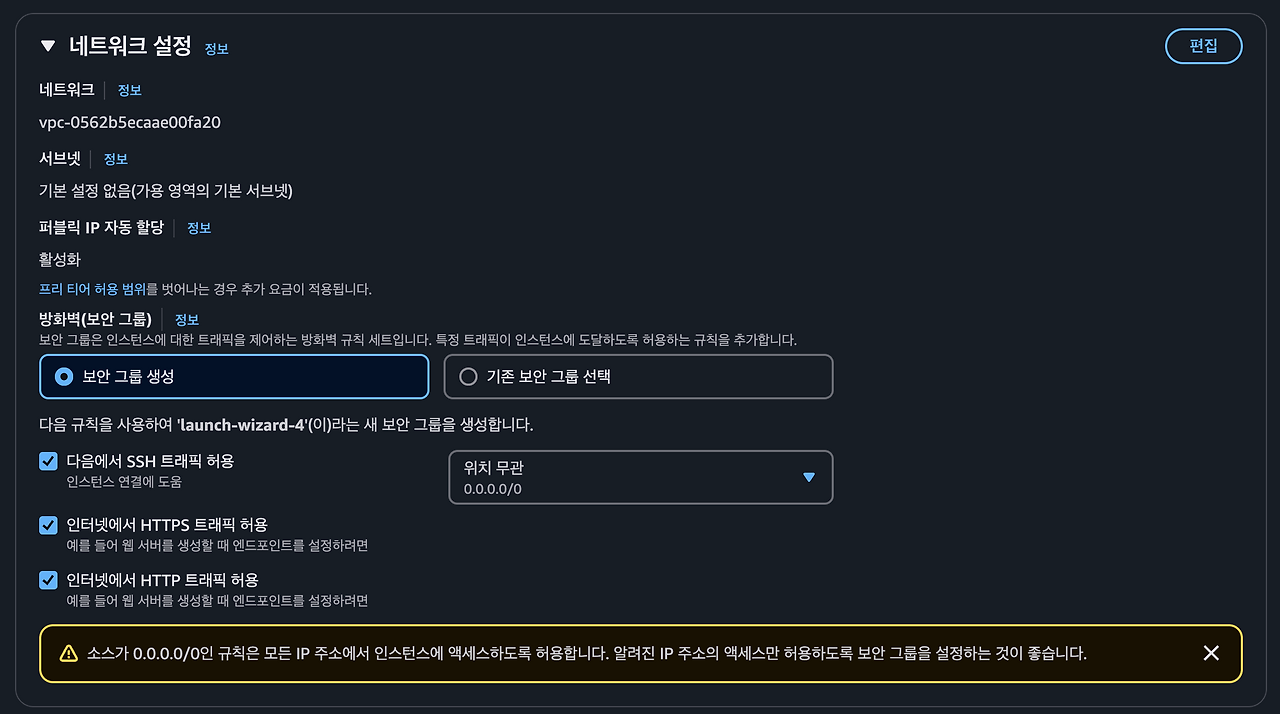 네트워크 설정 정보
편집
네트워크 정보
vpc-0562b5ecaae00fa20
서브넷 정보
기본 설정 없음(가용 영역의 기본 서브넷)
퍼블릭 IP 자동 할당 정보
활성화
프리 티어 허용 범위를 벗어나는 경우 추가 요금이 적용됩니다.
방화벽(보안 그룹) 정보
보안 그룹은 인스턴스에 대한 트래픽을 제어하는 방화벽 규칙 세트입니다. 특정 트래픽이 인스턴스에 도달하도록 허용하는 규칙을 추가합니다.
보안 그룹 생성
기존 보안 그룹 선택
다음 규칙을 사용하여 'launch-wizard-4'(이)라는 새 보안 그룹을 생성합니다.
다음에서 SSH 트래픽 허용
인스턴스 연결에 도움
위치 무관
0.0.0.0/0
인터넷에서 HTTPS 트래픽 허용
예를 들어 웹 서버를 생성할 때 엔드포인트를 설정하려면
인터넷에서 HTTP 트래픽 허용
예를 들어 웹 서버를 생성할 때 엔드포인트를 설정하려면
소스가 0.0.0.0/0인 규칙은 모든 IP 주소에서 인스턴스에 액세스하도록 허용합니다. 알려진 IP 주소의 액세스만 허용하도록 보안 그룹을 설정하는 것이 좋습니다.